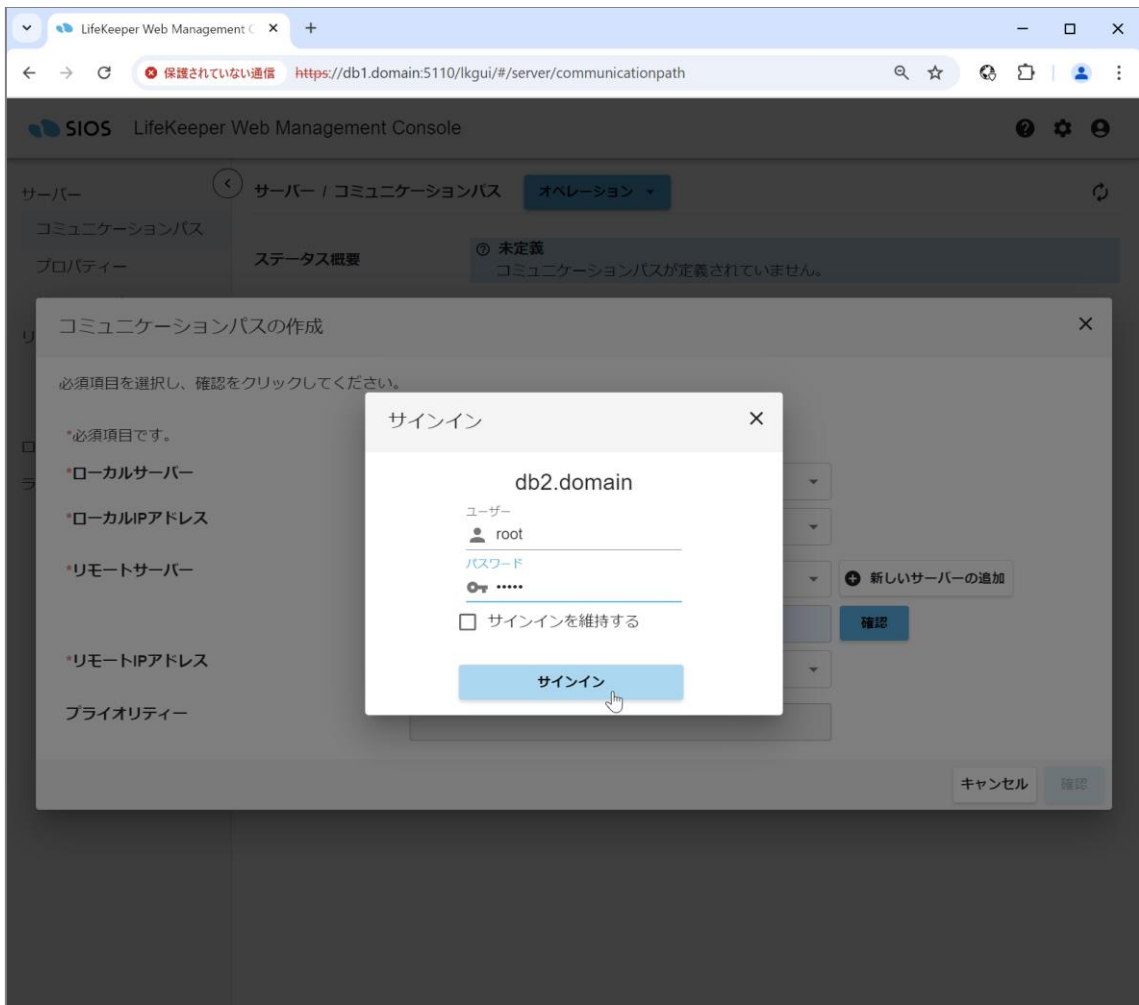 LifeKeeper Web Management C
保護されていない通信 https://db1.domain:5110/lkgui/#/server/communicationpath
SIOS LifeKeeper Web Management Console
サーバー
サーバー / コミュニケーションパス オペレーション
コミュニケーションパス
プロパティー
ステータス概要
未定義
コミュニケーションパスが定義されていません。
リ
ロ
ラ
コミュニケーションパスの作成
必須項目を選択し、確認をクリックしてください。
*必須項目です。
*ローカルサーバー
*ローカルIPアドレス
*リモートサーバー
新しいサーバーの追加
確認
*リモートIPアドレス
プライオリティー
キャンセル 確認
サインイン
db2.domain
ユーザー
root
パスワード
•••••
サインインを維持する
サインイン